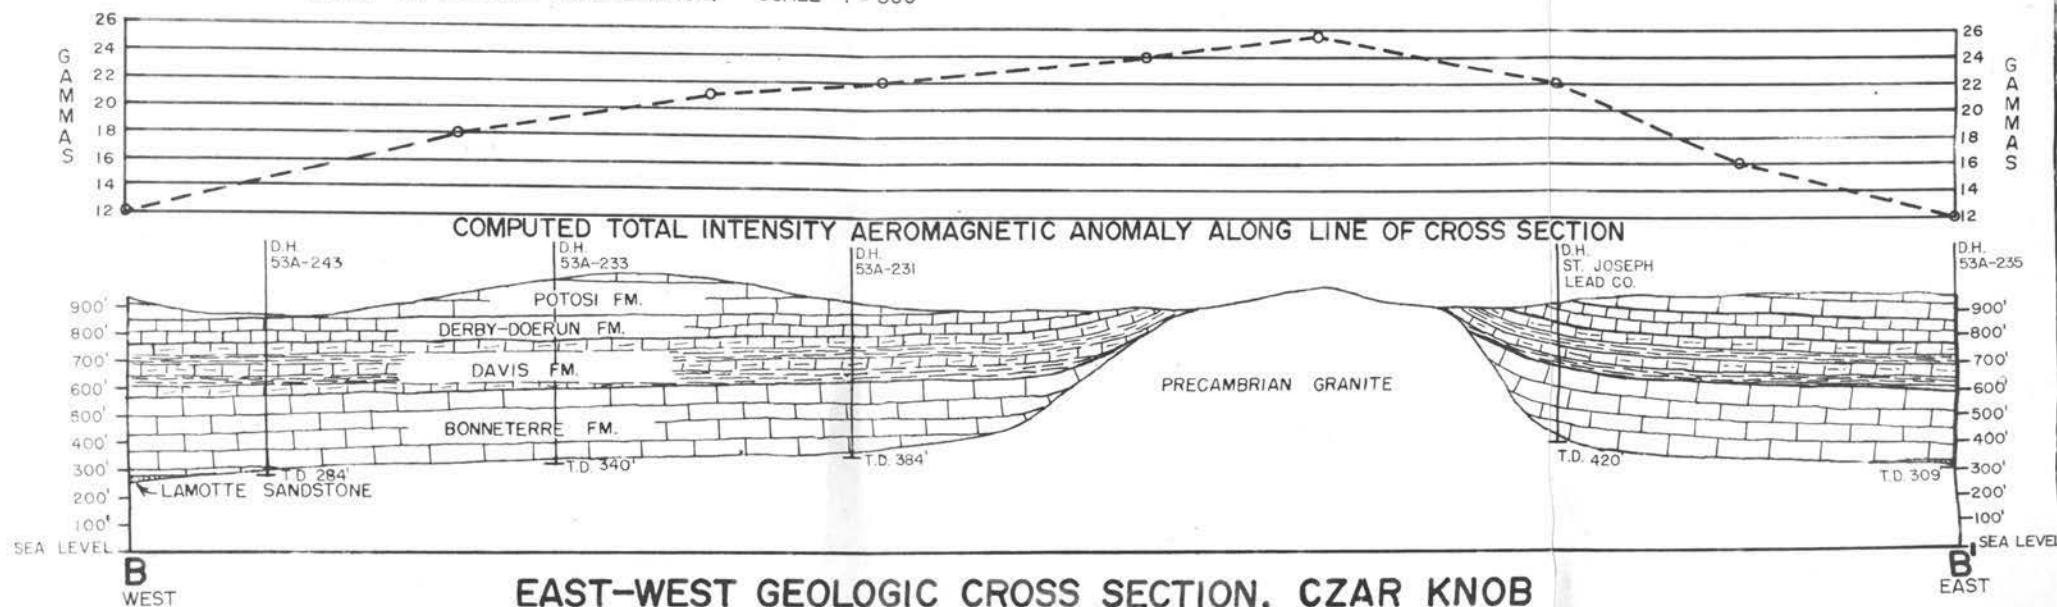 26
24
22
20
18
16
14
12
GAMMAS
26
24
22
20
18
16
14
12
GAMMAS
COMPUTED TOTAL INTENSITY AEROMAGNETIC ANOMALY ALONG LINE OF CROSS SECTION
D.H.
53A-243
D.H.
53A-233
D.H.
53A-231
D.H.
ST. JOSEPH
LEAD CO.
D.H.
53A-235
900'
800'
700'
600'
500'
400'
300'
200'
100'
SEA LEVEL
POTOSI FM.
DERBY-DOERUN FM.
DAVIS FM.
BONNETERRE FM.
PRECAMBRIAN GRANITE
T.D. 284'
T.D. 340'
T.D. 384'
T.D. 420'
T.D. 309'
LAMOTTE SANDSTONE
900'
800'
700'
600'
500'
400'
300'
200'
100'
SEA LEVEL
B
WEST
EAST-WEST GEOLOGIC CROSS SECTION, CZAR KNOB
B'
EAST